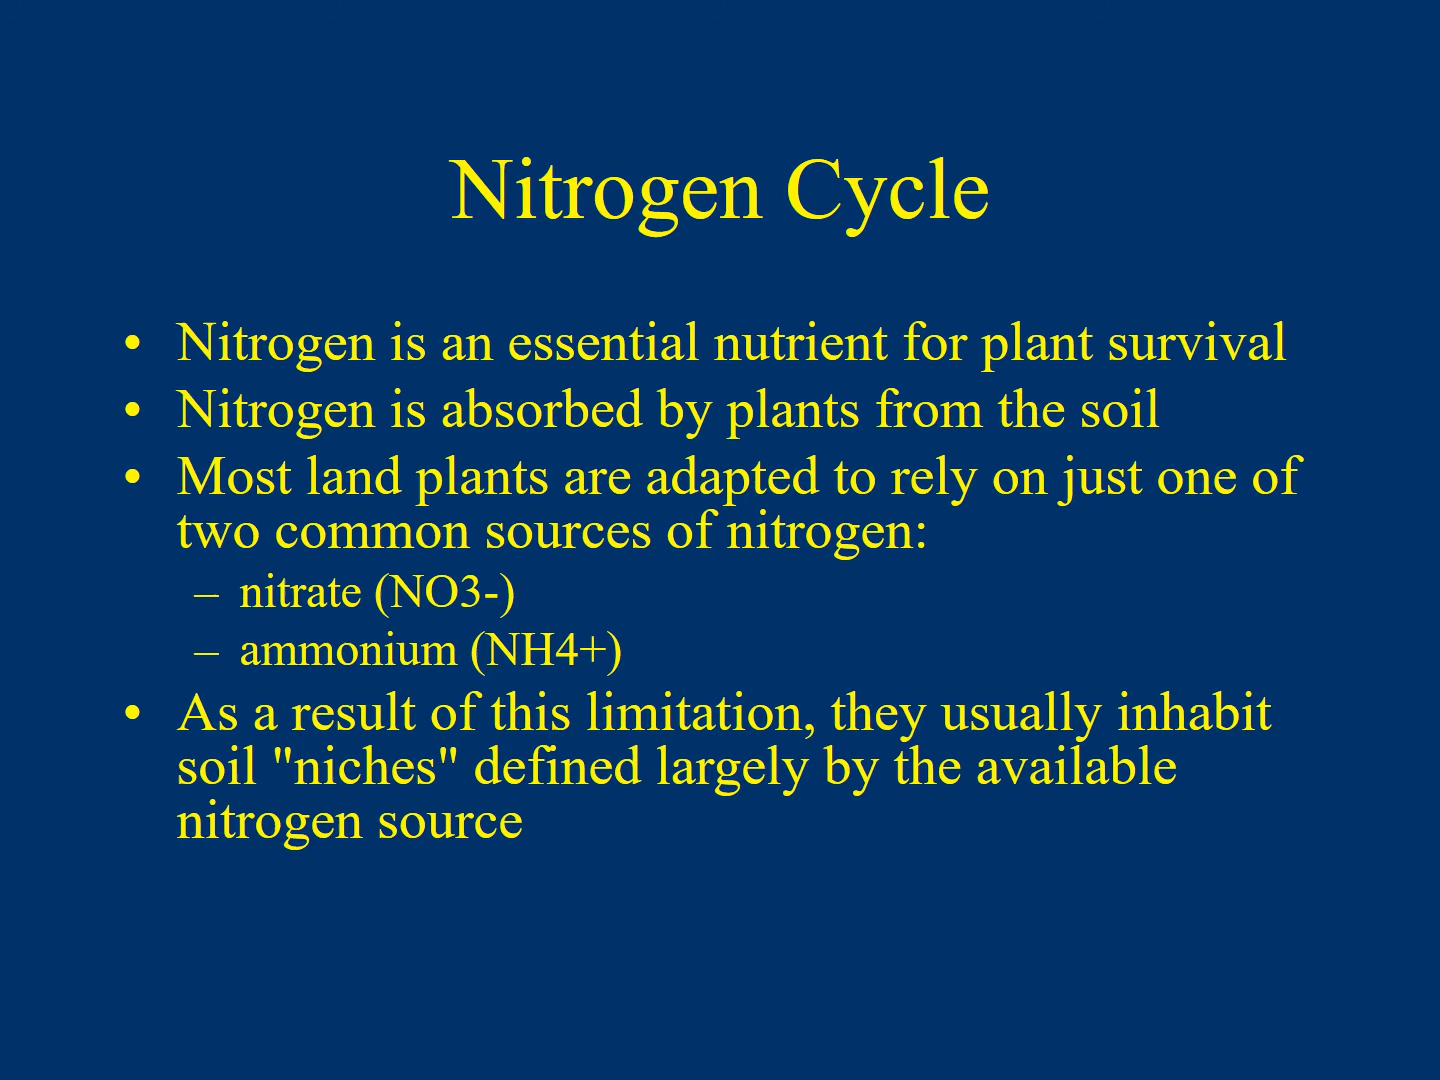 Nitrogen Cycle
• Nitrogen is an essential nutrient for plant survival
• Nitrogen is absorbed by plants from the soil
• Most land plants are adapted to rely on just one of
two common sources of nitrogen:
– nitrate (NO3-)
– ammonium (NH4+)
• As a result of this limitation, they usually inhabit
soil "niches" defined largely by the available
nitrogen source